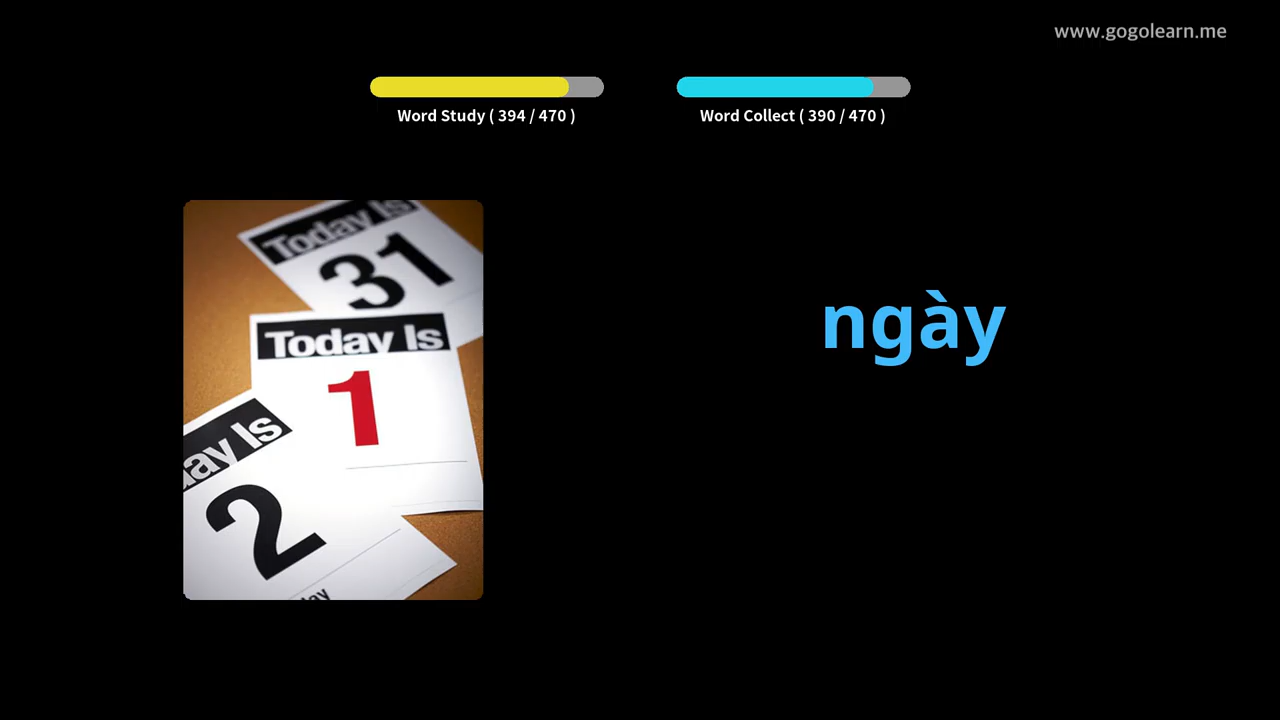 www.gogolearn.me
Word Study ( 394 / 470 )
Word Collect ( 390 / 470 )
Today Is
31
Today Is
1
ay Is
2
ngày